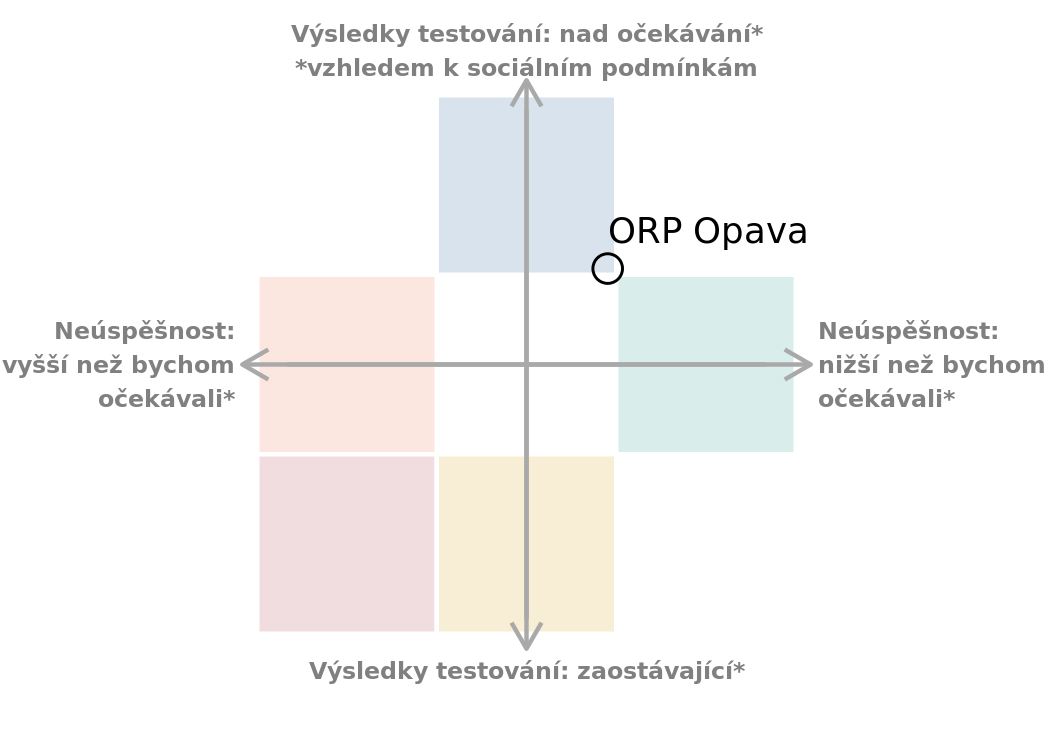 Výsledky testování: nad očekávání*
*vzhledem k sociálním podmínkám
ORP Opava
Neúspěšnost:
vyšší než bychom
očekávali*
Neúspěšnost:
nižší než bychom
očekávali*
Výsledky testování: zaostávající*